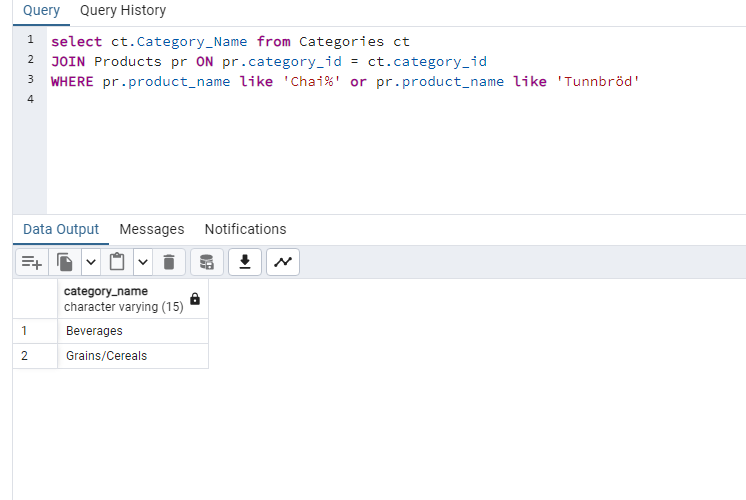 Query Query History
1 select ct.Category_Name from Categories ct
2 JOIN Products pr ON pr.category_id = ct.category_id
3 WHERE pr.product_name like 'Chai%' or pr.product_name like 'Tunnbröd'
4
Data Output Messages Notifications
category_name
character varying (15)
1 Beverages
2 Grains/Cereals